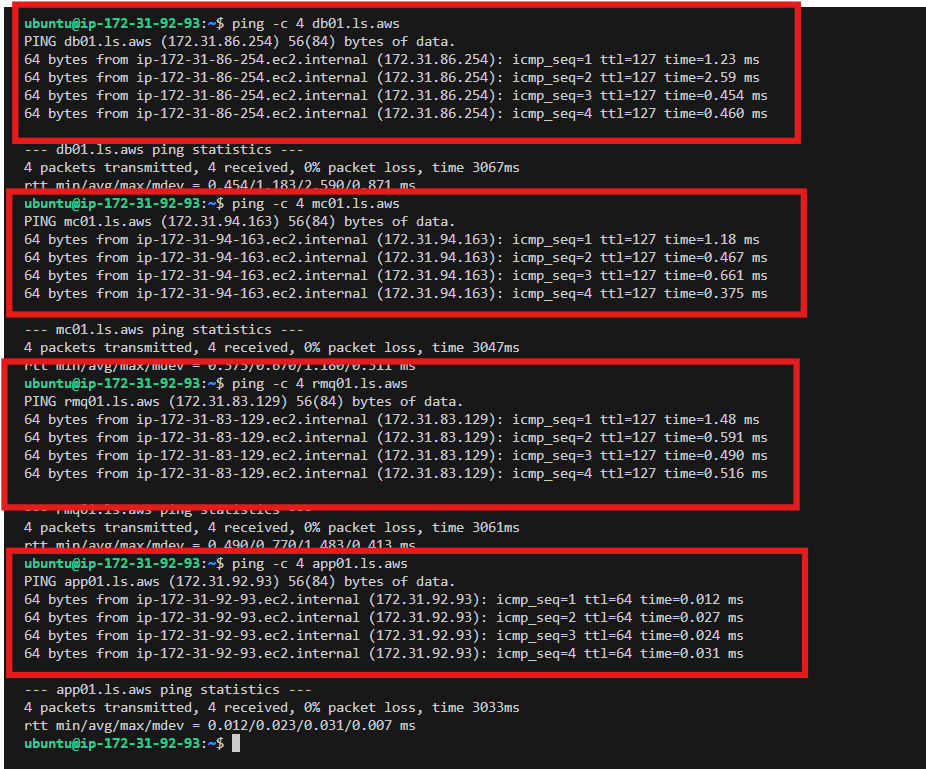 ubuntu@ip-172-31-92-93:~$ ping -c 4 db01.ls.aws
PING db01.ls.aws (172.31.86.254) 56(84) bytes of data.
64 bytes from ip-172-31-86-254.ec2.internal (172.31.86.254): icmp_seq=1 ttl=127 time=1.23 ms
64 bytes from ip-172-31-86-254.ec2.internal (172.31.86.254): icmp_seq=2 ttl=127 time=2.59 ms
64 bytes from ip-172-31-86-254.ec2.internal (172.31.86.254): icmp_seq=3 ttl=127 time=0.454 ms
64 bytes from ip-172-31-86-254.ec2.internal (172.31.86.254): icmp_seq=4 ttl=127 time=0.460 ms
--- db01.ls.aws ping statistics ---
4 packets transmitted, 4 received, 0% packet loss, time 3067ms
rtt min/avg/max/mdev = 0.454/1.183/2.590/0.871 ms
ubuntu@ip-172-31-92-93:~$ ping -c 4 mc01.ls.aws
PING mc01.ls.aws (172.31.94.163) 56(84) bytes of data.
64 bytes from ip-172-31-94-163.ec2.internal (172.31.94.163): icmp_seq=1 ttl=127 time=1.18 ms
64 bytes from ip-172-31-94-163.ec2.internal (172.31.94.163): icmp_seq=2 ttl=127 time=0.467 ms
64 bytes from ip-172-31-94-163.ec2.internal (172.31.94.163): icmp_seq=3 ttl=127 time=0.661 ms
64 bytes from ip-172-31-94-163.ec2.internal (172.31.94.163): icmp_seq=4 ttl=127 time=0.375 ms
--- mc01.ls.aws ping statistics ---
4 packets transmitted, 4 received, 0% packet loss, time 3047ms
rtt min/avg/max/mdev = 0.375/0.670/1.180/0.311 ms
ubuntu@ip-172-31-92-93:~$ ping -c 4 rmq01.ls.aws
PING rmq01.ls.aws (172.31.83.129) 56(84) bytes of data.
64 bytes from ip-172-31-83-129.ec2.internal (172.31.83.129): icmp_seq=1 ttl=127 time=1.48 ms
64 bytes from ip-172-31-83-129.ec2.internal (172.31.83.129): icmp_seq=2 ttl=127 time=0.591 ms
64 bytes from ip-172-31-83-129.ec2.internal (172.31.83.129): icmp_seq=3 ttl=127 time=0.490 ms
64 bytes from ip-172-31-83-129.ec2.internal (172.31.83.129): icmp_seq=4 ttl=127 time=0.516 ms
--- rmq01.ls.aws ping statistics ---
4 packets transmitted, 4 received, 0% packet loss, time 3061ms
rtt min/avg/max/mdev = 0.490/0.770/1.483/0.413 ms
ubuntu@ip-172-31-92-93:~$ ping -c 4 app01.ls.aws
PING app01.ls.aws (172.31.92.93) 56(84) bytes of data.
64 bytes from ip-172-31-92-93.ec2.internal (172.31.92.93): icmp_seq=1 ttl=64 time=0.012 ms
64 bytes from ip-172-31-92-93.ec2.internal (172.31.92.93): icmp_seq=2 ttl=64 time=0.027 ms
64 bytes from ip-172-31-92-93.ec2.internal (172.31.92.93): icmp_seq=3 ttl=64 time=0.024 ms
64 bytes from ip-172-31-92-93.ec2.internal (172.31.92.93): icmp_seq=4 ttl=64 time=0.031 ms
--- app01.ls.aws ping statistics ---
4 packets transmitted, 4 received, 0% packet loss, time 3033ms
rtt min/avg/max/mdev = 0.012/0.023/0.031/0.007 ms
ubuntu@ip-172-31-92-93:~$